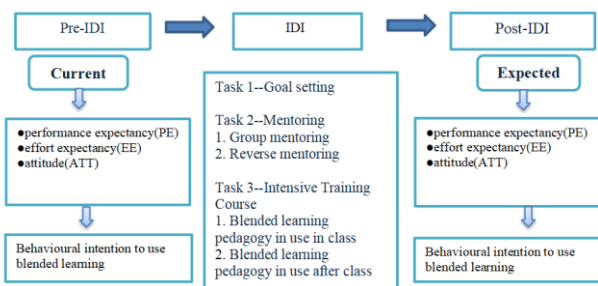 Pre-IDI
IDI
Post-IDI
Current
●performance expectancy(PE)
●effort expectancy(EE)
●attitude(ATT)
Behavioural intention to use
blended learning
Task 1--Goal setting
Task 2--Mentoring
1. Group mentoring
2. Reverse mentoring
Task 3--Intensive Training
Course
1. Blended learning
pedagogy in use in class
2. Blended learning
pedagogy in use after class
Expected
●performance expectancy(PE)
●effort expectancy(EE)
●attitude(ATT)
Behavioural intention to use
blended learning